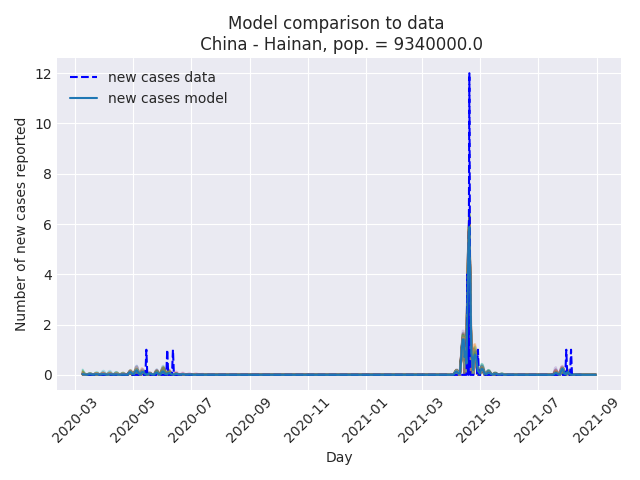 Model comparison to data
China - Hainan, pop. = 9340000.0
new cases data
new cases model
Number of new cases reported
12
10
8
6
4
2
0
2020-03
2020-05
2020-07
2020-09
2020-11
2021-01
2021-03
2021-05
2021-07
2021-09
Day